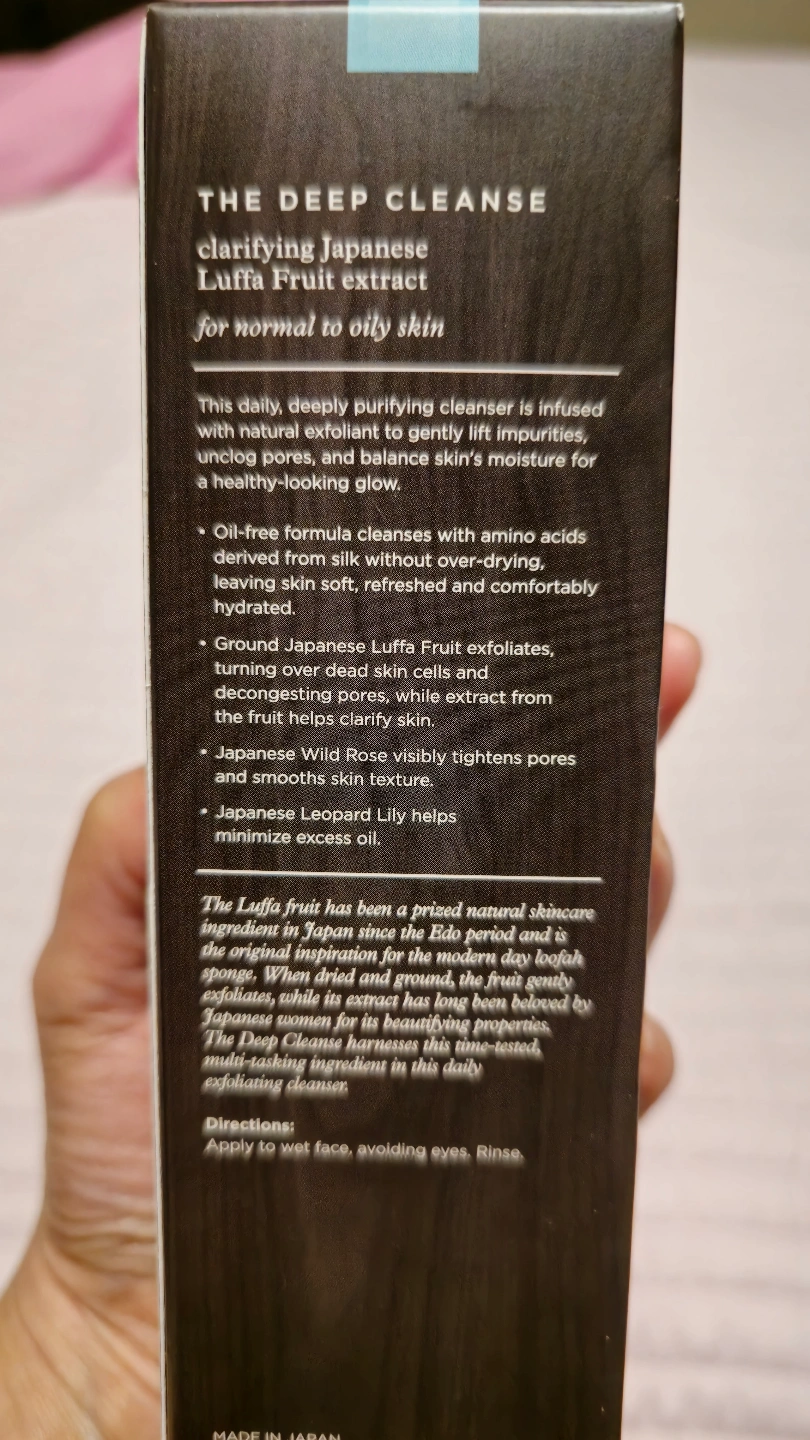 THE DEEP CLEANSE
clarifying Japanese
Luffa Fruit extract
for normal to oily skin
This daily, deeply purifying cleanser is infused
with natural exfoliant to gently lift impurities,
unclog pores, and balance skin's moisture for
a healthy-looking glow.
• Oil-free formula cleanses with amino acids
derived from silk without over-drying,
leaving skin soft, refreshed and comfortably
hydrated.
• Ground Japanese Luffa Fruit exfoliates,
turning over dead skin cells and
decongesting pores, while extract from
the fruit helps clarify skin.
• Japanese Wild Rose visibly tightens pores
and smooths skin texture.
• Japanese Leopard Lily helps
minimize excess oil.
The Luffa fruit has been a prized natural skincare
ingredient in Japan since the Edo period and is
the original inspiration for the modern day loofah
sponge. When dried and ground, the fruit gently
exfoliates, while its extract has long been beloved by
Japanese women for its beautifying properties.
The Deep Cleanse harnesses this time-tested,
multi-tasking ingredient in this daily
exfoliating cleanser.
Directions:
Apply to wet face, avoiding eyes. Rinse.
MADE IN JAPAN